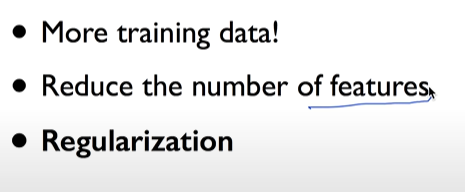 • More training data!
• Reduce the number of features
• Regularization